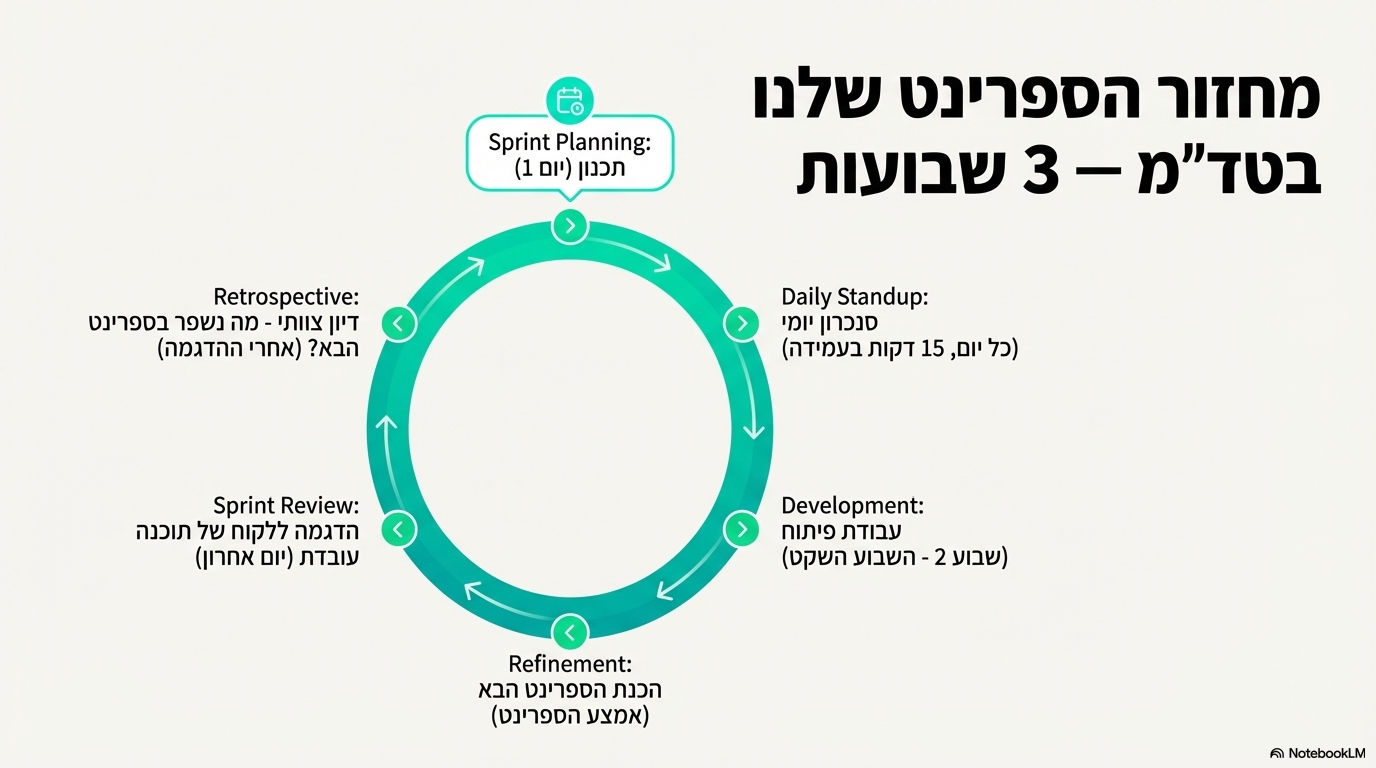 מחזור הספרינט שלנו
בטד״מ – 3 שבועות
Sprint Planning:
תכנון (יום 1)
Daily Standup:
סנכרון יומי
(כל יום, 15 דקות בעמידה)
Development:
עבודת פיתוח
(שבוע 2 - השבוע השקט)
Refinement:
הכנת הספרינט הבא
(אמצע הספרינט)
Sprint Review:
הדגמה ללקוח של תוכנה
עובדת (יום אחרון)
Retrospective:
דיון צוותי - מה נשפר בספרינט
הבא? (אחרי ההדגמה)
NotebookLM